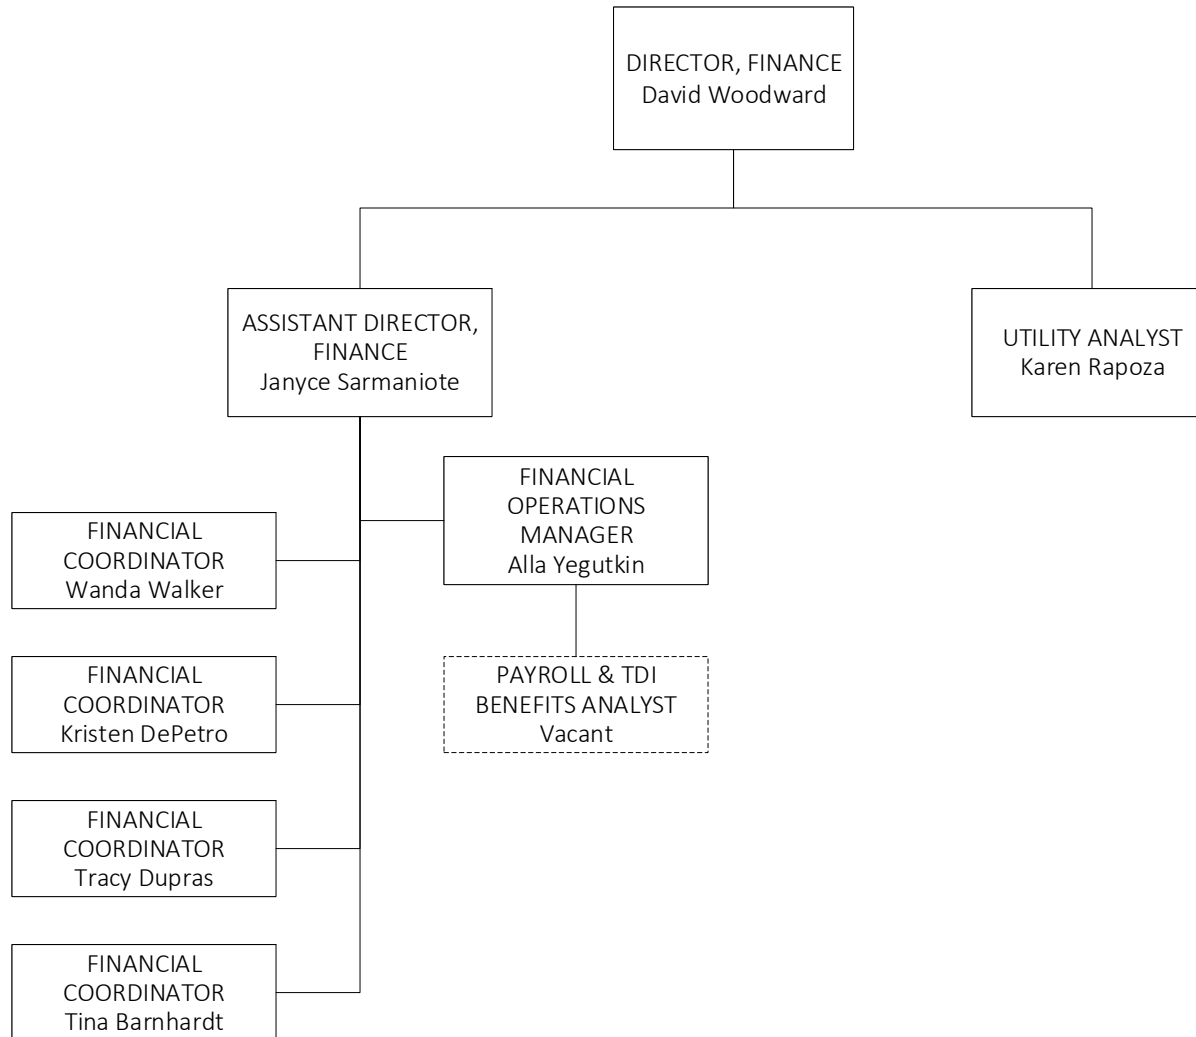 DIRECTOR, FINANCE
David Woodward
ASSISTANT DIRECTOR,
FINANCE
Janyce Sarmaniote
UTILITY ANALYST
Karen Rapoza
FINANCIAL
OPERATIONS
MANAGER
Alla Yegutkin
FINANCIAL
COORDINATOR
Wanda Walker
FINANCIAL
COORDINATOR
Kristen DePetro
PAYROLL & TDI
BENEFITS ANALYST
Vacant
FINANCIAL
COORDINATOR
Tracy Dupras
FINANCIAL
COORDINATOR
Tina Barnhardt